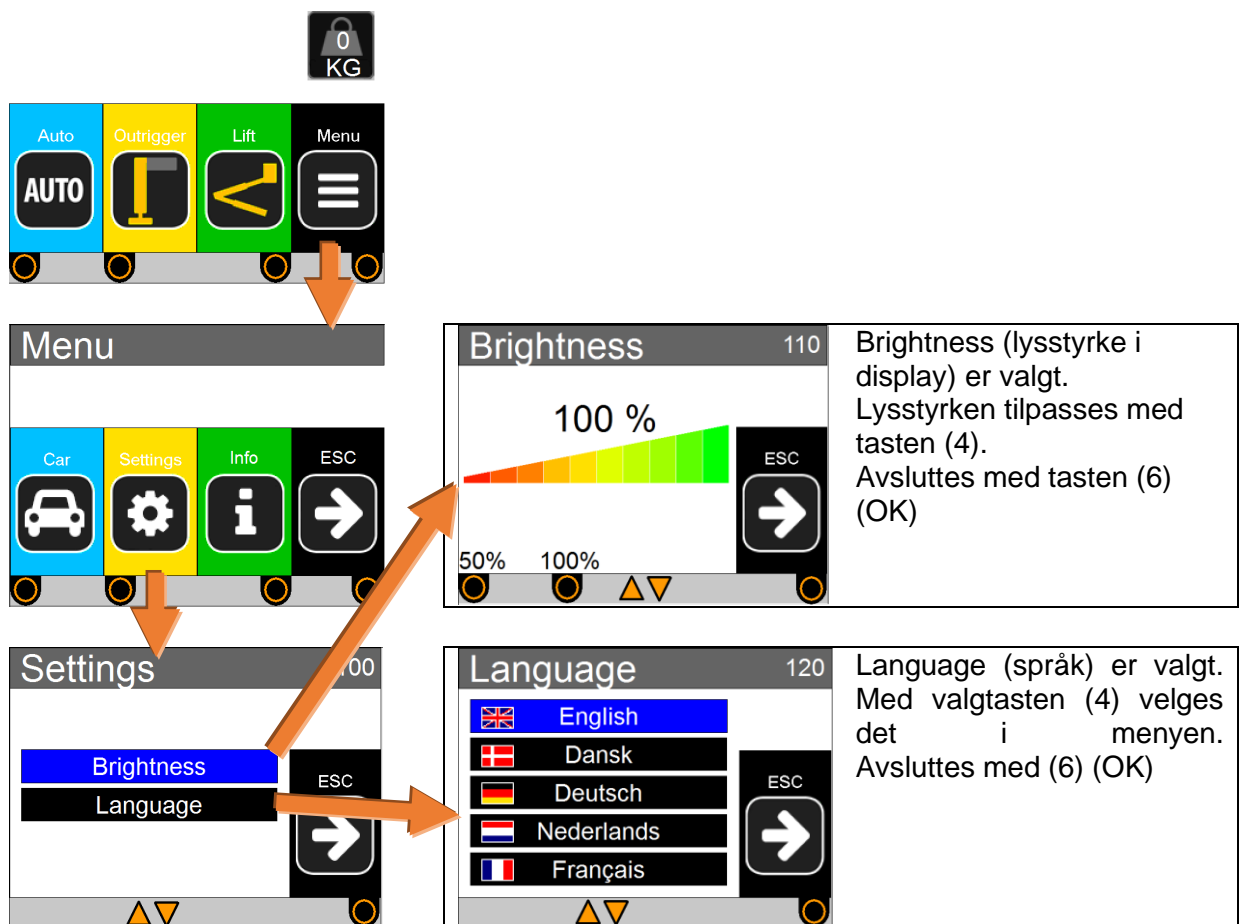 0
KG
Auto Outrigger Lift Menu
AUTO
Menu
Car Settings Info ESC
i
Brightness 110
100 %
ESC
50% 100%
Brightness (lysstyrke i
display) er valgt.
Lysstyrken tilpasses med
tasten (4).
Avsluttes med tasten (6)
(OK)
Settings 00
Brightness
Language
ESC
Language 120
English
Dansk
Deutsch
Nederlands
Français
ESC
Language (språk) er valgt.
Med valgtasten (4) velges
det i menyen.
Avsluttes med (6) (OK)